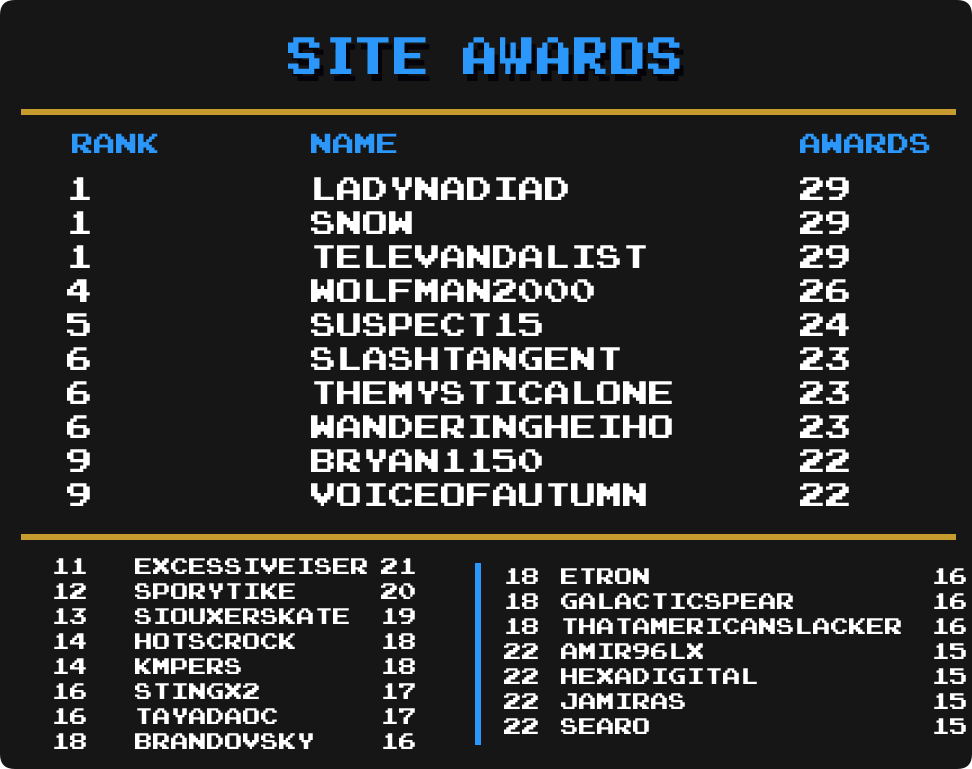 SITE AWARDS
RANK NAME AWARDS
1 LADYNADIAD 29
1 SNOW 29
1 TELEVANDALIST 29
4 WOLFMAN2000 26
5 SUSPECT15 24
6 SLASHTANGENT 23
6 THEMYSTICALONE 23
6 WANDERINGHEIHO 23
9 BRYAN1150 22
9 VOICEOFAUTUMN 22
11 EXCESSIVEISER 21
12 SPORYTIKE 20
13 SIOUXERSKATE 19
14 HOTSCROCK 18
14 KMPERS 18
16 STINGX2 17
16 TAYADAOC 17
18 BRANDOVSKY 16
18 ETRON 16
18 GALACTICSPEAR 16
18 THATAMERICANSLACKER 16
22 AMIR96LX 15
22 HEXADIGITAL 15
22 JAMIRAS 15
22 SEARO 15